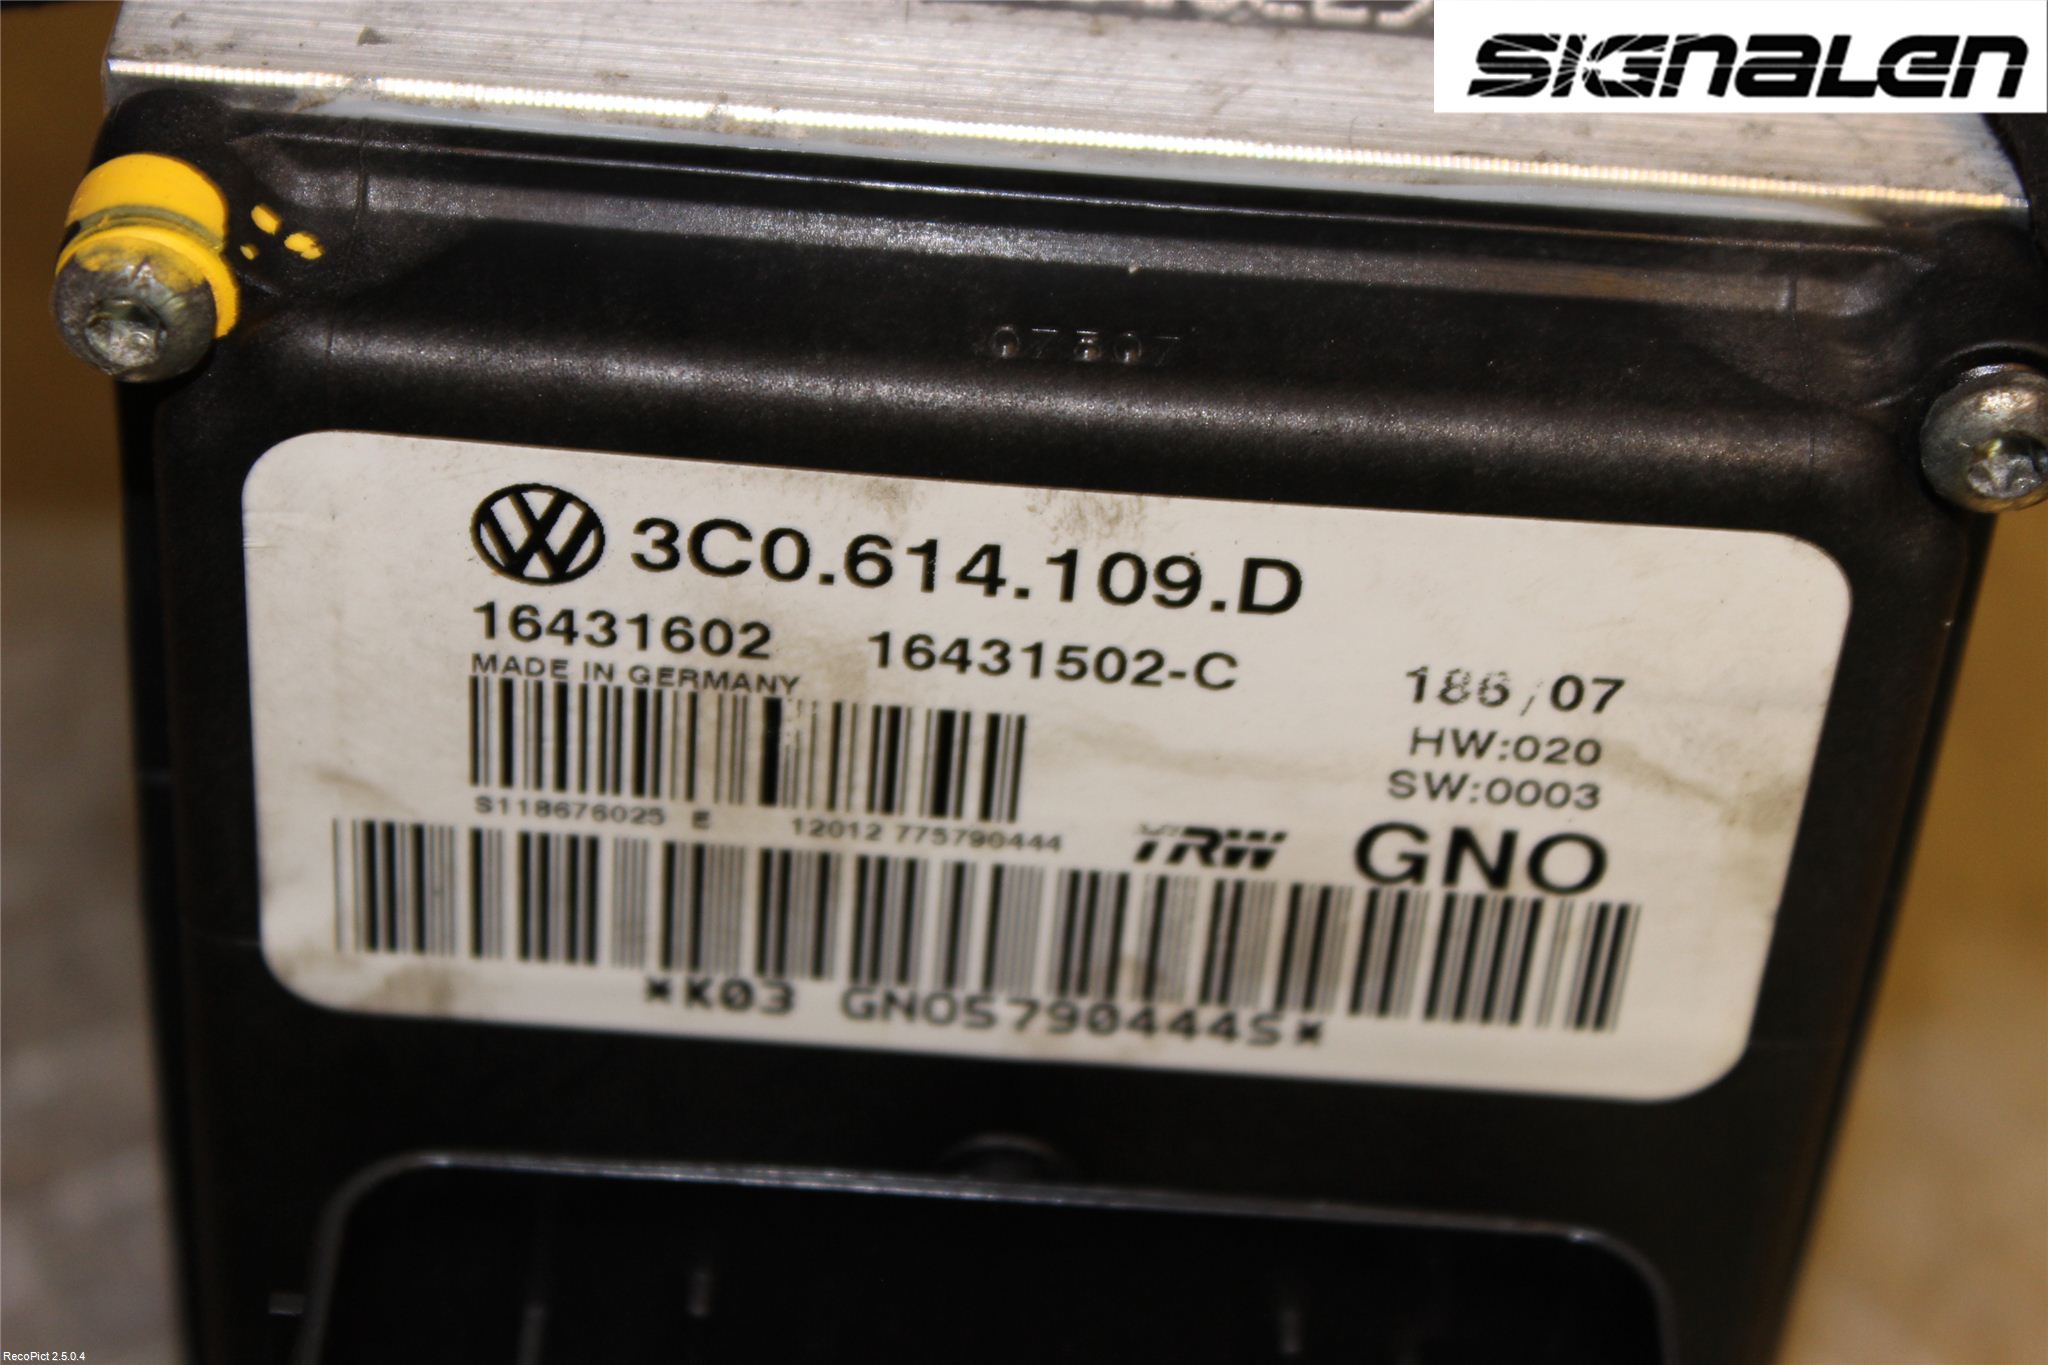 SIGNALEN
07307
3C0.614.109.D
16431602 16431502-C
MADE IN GERMANY
186/07
HW:020
SW:0003
S118676025 E 12012 775790444
TRW GNO
*K03 GNOS790444S*
RecoPict 2.5.0.4